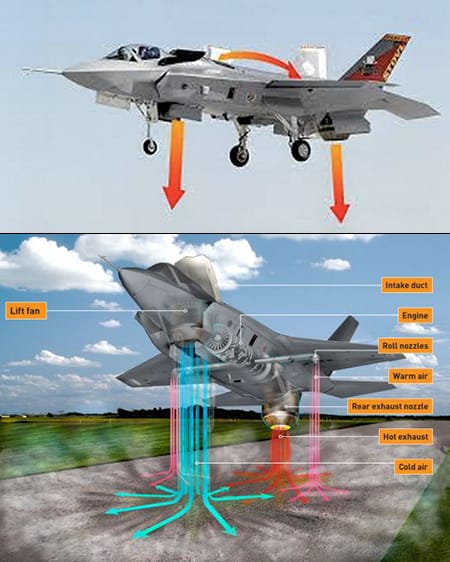 Intake duct
Lift fan
Engine
Roll nozzles
Warm air
Rear exhaust nozzle
Hot exhaust
Cold air